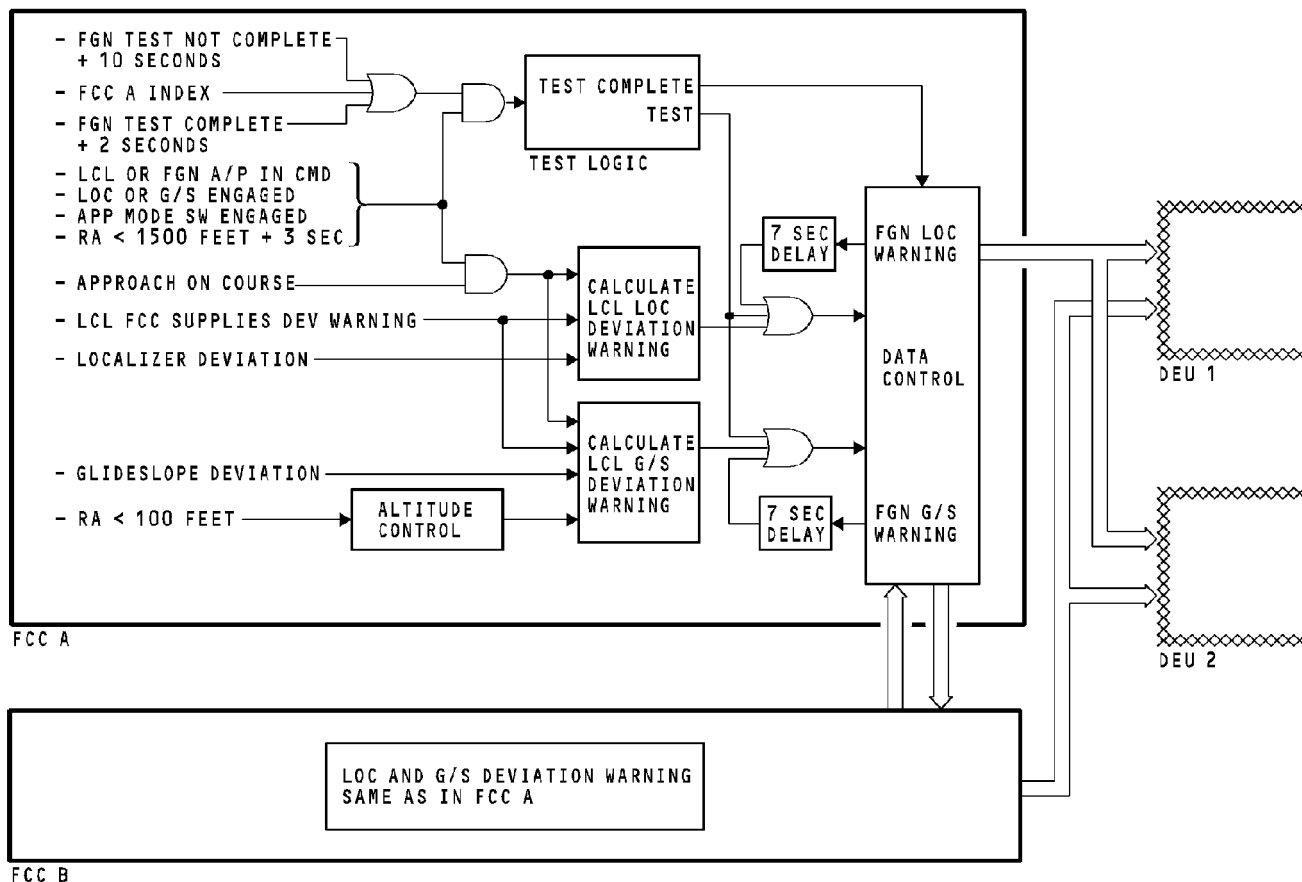 - FGN TEST NOT COMPLETE
+ 10 SECONDS
- FCC A INDEX
- FGN TEST COMPLETE
+ 2 SECONDS
- LCL OR FGN A/P IN CMD
- LOC OR G/S ENGAGED
- APP MODE SW ENGAGED
- RA < 1500 FEET + 3 SEC
- APPROACH ON COURSE
- LCL FCC SUPPLIES DEV WARNING
- LOCALIZER DEVIATION
- GLIDESLOPE DEVIATION
- RA < 100 FEET
ALTITUDE
CONTROL
TEST COMPLETE
TEST
TEST LOGIC
CALCULATE
LCL LOC
DEVIATION
WARNING
CALCULATE
LCL G/S
DEVIATION
WARNING
7 SEC
DELAY
7 SEC
DELAY
FGN LOC
WARNING
DATA
CONTROL
FGN G/S
WARNING
DEU 1
DEU 2
FCC A
LOC AND G/S DEVIATION WARNING
SAME AS IN FCC A
FCC B